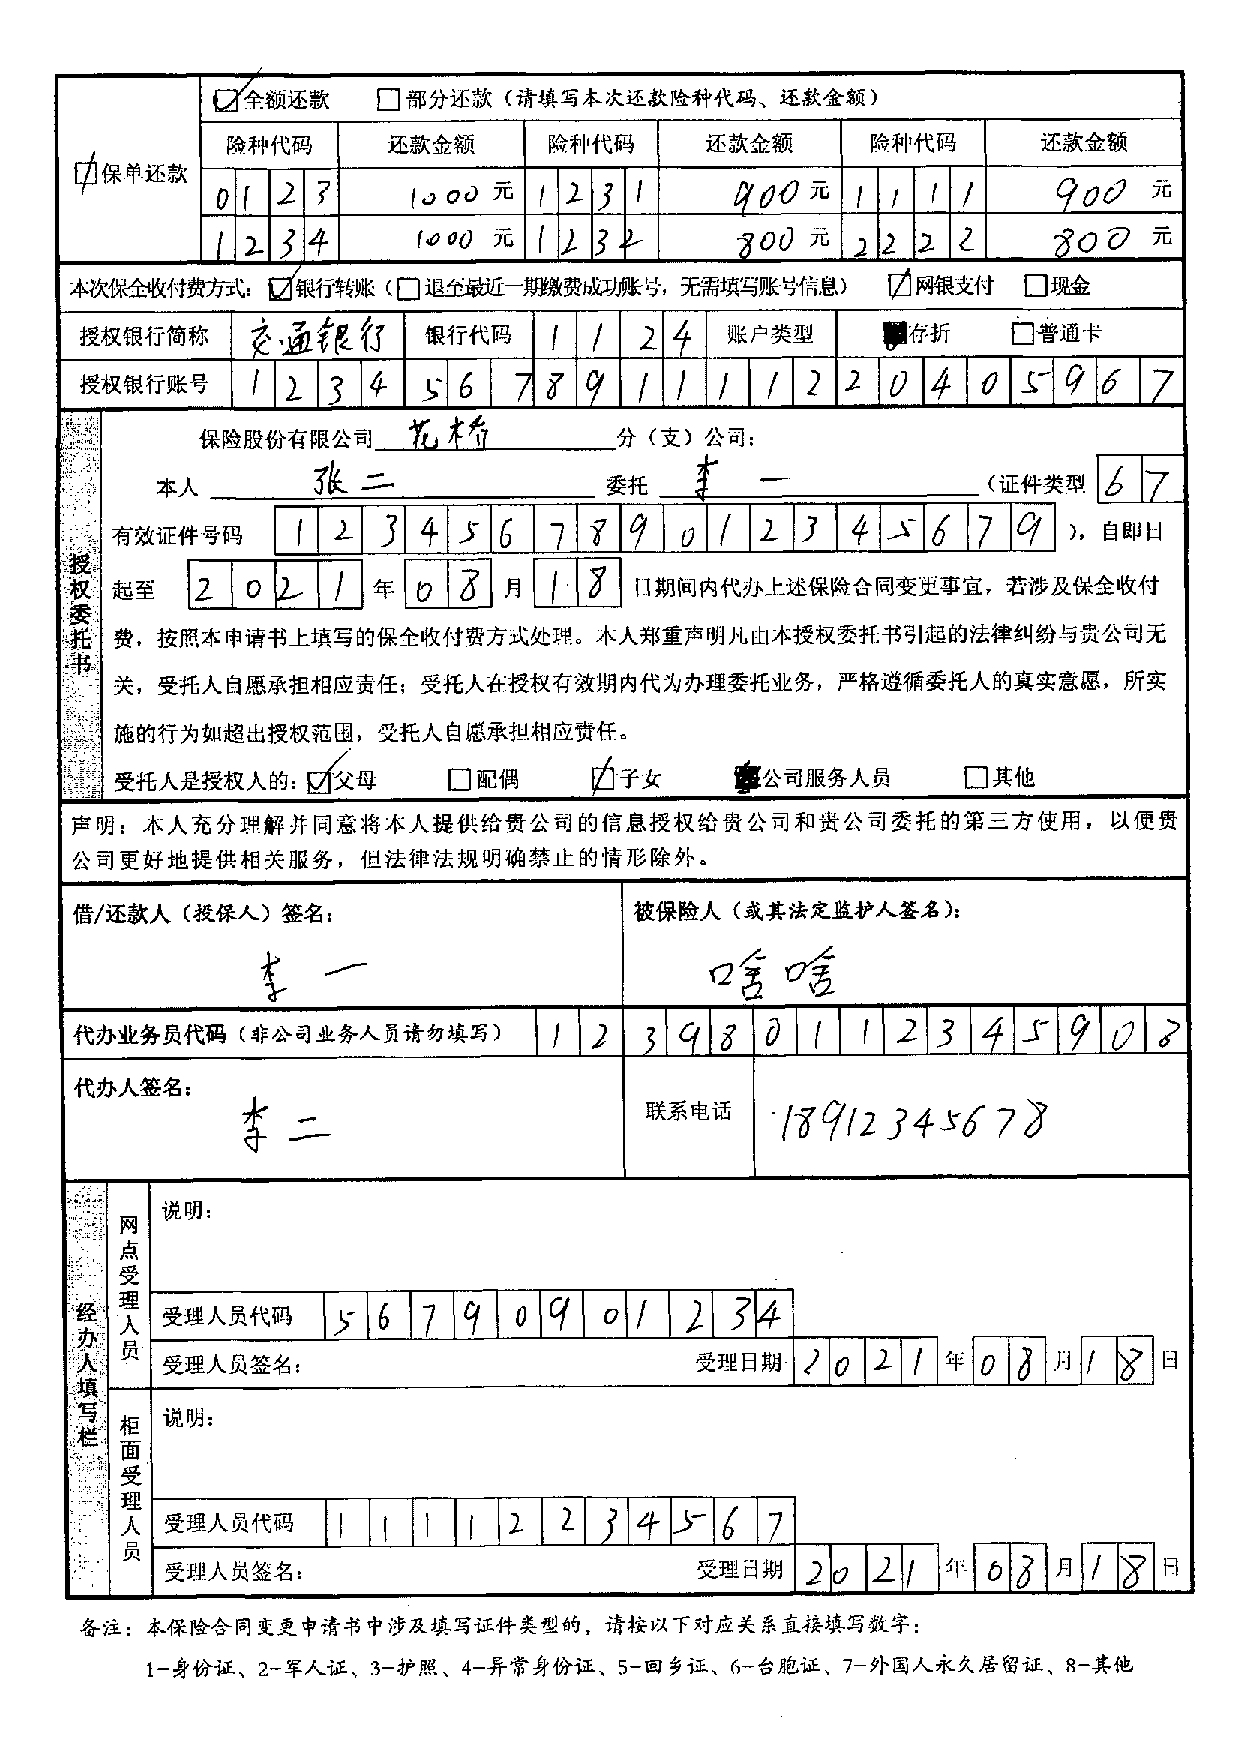 ☑全额还款 □部分还款（请填写本次还款险种代码、还款金额）
☑保单还款
险种代码 还款金额 险种代码 还款金额 险种代码 还款金额
0123 1000元 1231 900元 1111 900元
1234 1000元 1232 800元 2222 800元
本次保全收付费方式：☑银行转账（□退至最近一期缴费成功账号，无需填写账号信息） ☑网银支付 □现金
授权银行简称 交通银行 银行代码 1124 账户类型 ■存折 □普通卡
授权银行账号 1234567891111220405967
授权委托书
保险股份有限公司 花桥 分（支）公司：
本人 张二 委托 李一 （证件类型 67
有效证件号码 123456789012345679 ），自即日
起至 2021 年 08 月 18 日期间内代办上述保险合同变更事宜，若涉及保全收付
费，按照本申请书上填写的保全收付费方式处理。本人郑重声明凡由本授权委托书引起的法律纠纷与贵公司无
关，受托人自愿承担相应责任；受托人在授权有效期内代为办理委托业务，严格遵循委托人的真实意愿，所实
施的行为如超出授权范围，受托人自愿承担相应责任。
受托人是授权人的：☑父母 □配偶 ☑子女 ■公司服务人员 □其他
声明：本人充分理解并同意将本人提供给贵公司的信息授权给贵公司和贵公司委托的第三方使用，以便贵
公司更好地提供相关服务，但法律法规明确禁止的情形除外。
借/还款人（投保人）签名： 被保险人（或其法定监护人签名）：
李一 啥啥
代办业务员代码（非公司业务人员请勿填写） 123980112345908
代办人签名：
李二 联系电话 18912345678
经办人填写栏
网点受理人员
说明：
受理人员代码 56790901234
受理人员签名： 受理日期 2021 年 08 月 18 日
柜面受理人员
说明：
受理人员代码 11112234567
受理人员签名： 受理日期 2021 年 08 月 18 日
备注：本保险合同变更申请书中涉及填写证件类型的，请按以下对应关系直接填写数字：
1-身份证、2-军人证、3-护照、4-异常身份证、5-回乡证、6-台胞证、7-外国人永久居留证、8-其他